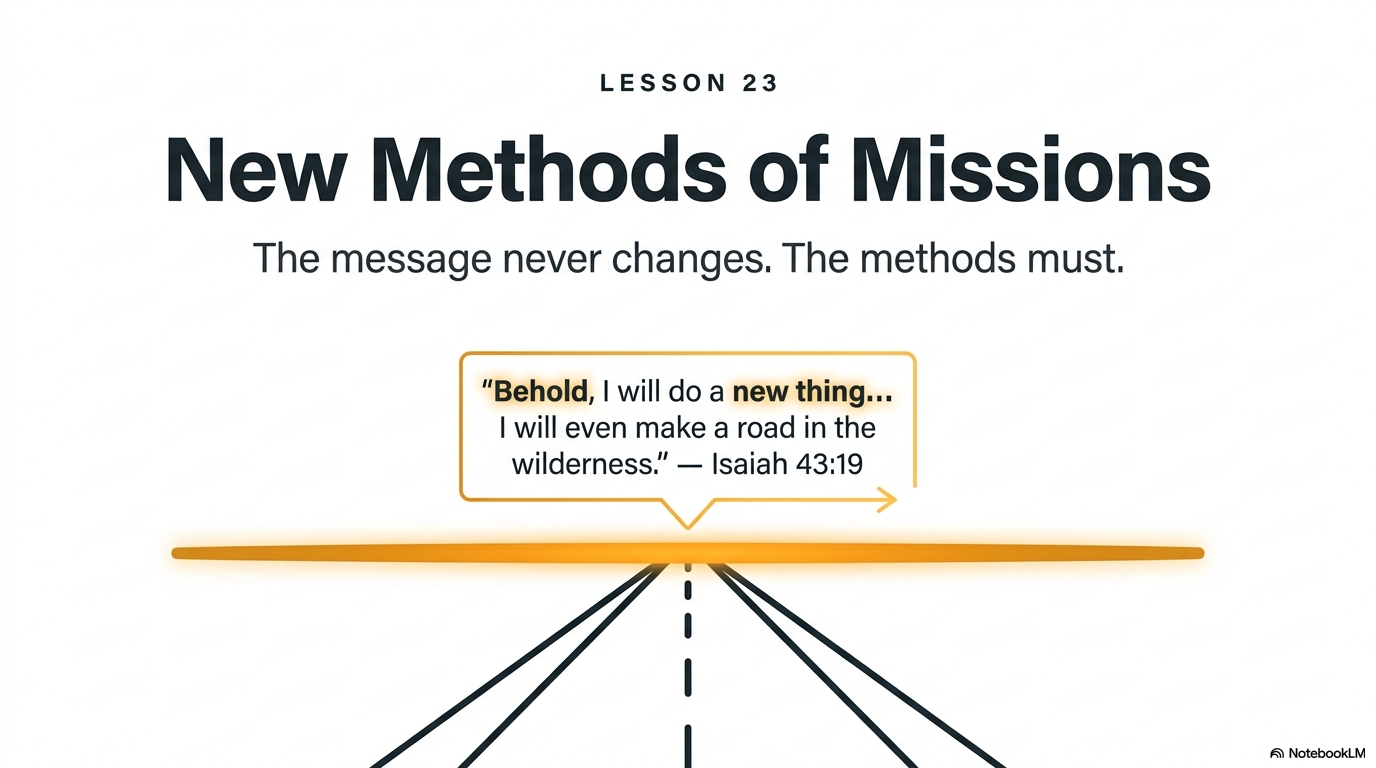 LESSON 23
New Methods of Missions
The message never changes. The methods must.
“Behold, I will do a new thing...
I will even make a road in the
wilderness.” — Isaiah 43:19
NotebookLM